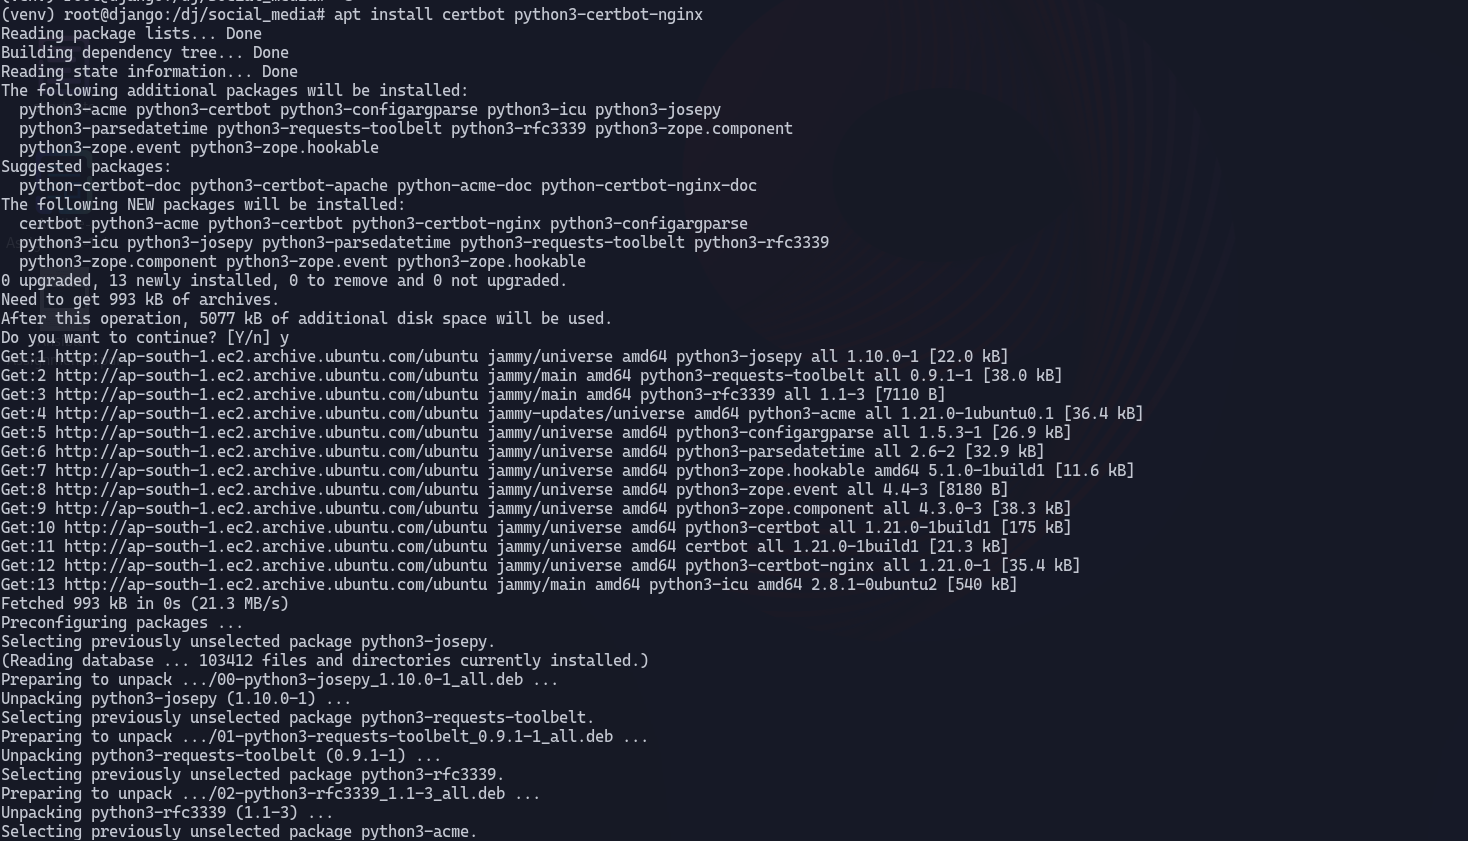 (venv) root@django:/dj/social_media# apt install certbot python3-certbot-nginx
Reading package lists... Done
Building dependency tree... Done
Reading state information... Done
The following additional packages will be installed:
  python3-acme python3-certbot python3-configargparse python3-icu python3-josepy
  python3-parsedatetime python3-requests-toolbelt python3-rfc3339 python3-zope.component
  python3-zope.event python3-zope.hookable
Suggested packages:
  python-certbot-doc python3-certbot-apache python-acme-doc python-certbot-nginx-doc
The following NEW packages will be installed:
  certbot python3-acme python3-certbot python3-certbot-nginx python3-configargparse
  python3-icu python3-josepy python3-parsedatetime python3-requests-toolbelt python3-rfc3339
  python3-zope.component python3-zope.event python3-zope.hookable
0 upgraded, 13 newly installed, 0 to remove and 0 not upgraded.
Need to get 993 kB of archives.
After this operation, 5077 kB of additional disk space will be used.
Do you want to continue? [Y/n] y
Get:1 http://ap-south-1.ec2.archive.ubuntu.com/ubuntu jammy/universe amd64 python3-josepy all 1.10.0-1 [22.0 kB]
Get:2 http://ap-south-1.ec2.archive.ubuntu.com/ubuntu jammy/main amd64 python3-requests-toolbelt all 0.9.1-1 [38.0 kB]
Get:3 http://ap-south-1.ec2.archive.ubuntu.com/ubuntu jammy/main amd64 python3-rfc3339 all 1.1-3 [7110 B]
Get:4 http://ap-south-1.ec2.archive.ubuntu.com/ubuntu jammy-updates/universe amd64 python3-acme all 1.21.0-1ubuntu0.1 [36.4 kB]
Get:5 http://ap-south-1.ec2.archive.ubuntu.com/ubuntu jammy/universe amd64 python3-configargparse all 1.5.3-1 [26.9 kB]
Get:6 http://ap-south-1.ec2.archive.ubuntu.com/ubuntu jammy/universe amd64 python3-parsedatetime all 2.6-2 [32.9 kB]
Get:7 http://ap-south-1.ec2.archive.ubuntu.com/ubuntu jammy/universe amd64 python3-zope.hookable amd64 5.1.0-1build1 [11.6 kB]
Get:8 http://ap-south-1.ec2.archive.ubuntu.com/ubuntu jammy/universe amd64 python3-zope.event all 4.4-3 [8180 B]
Get:9 http://ap-south-1.ec2.archive.ubuntu.com/ubuntu jammy/universe amd64 python3-zope.component all 4.3.0-3 [38.3 kB]
Get:10 http://ap-south-1.ec2.archive.ubuntu.com/ubuntu jammy/universe amd64 python3-certbot all 1.21.0-1build1 [175 kB]
Get:11 http://ap-south-1.ec2.archive.ubuntu.com/ubuntu jammy/universe amd64 certbot all 1.21.0-1build1 [21.3 kB]
Get:12 http://ap-south-1.ec2.archive.ubuntu.com/ubuntu jammy/universe amd64 python3-certbot-nginx all 1.21.0-1 [35.4 kB]
Get:13 http://ap-south-1.ec2.archive.ubuntu.com/ubuntu jammy/main amd64 python3-icu amd64 2.8.1-0ubuntu2 [540 kB]
Fetched 993 kB in 0s (21.3 MB/s)
Preconfiguring packages ...
Selecting previously unselected package python3-josepy.
(Reading database ... 103412 files and directories currently installed.)
Preparing to unpack .../00-python3-josepy_1.10.0-1_all.deb ...
Unpacking python3-josepy (1.10.0-1) ...
Selecting previously unselected package python3-requests-toolbelt.
Preparing to unpack .../01-python3-requests-toolbelt_0.9.1-1_all.deb ...
Unpacking python3-requests-toolbelt (0.9.1-1) ...
Selecting previously unselected package python3-rfc3339.
Preparing to unpack .../02-python3-rfc3339_1.1-3_all.deb ...
Unpacking python3-rfc3339 (1.1-3) ...
Selecting previously unselected package python3-acme.